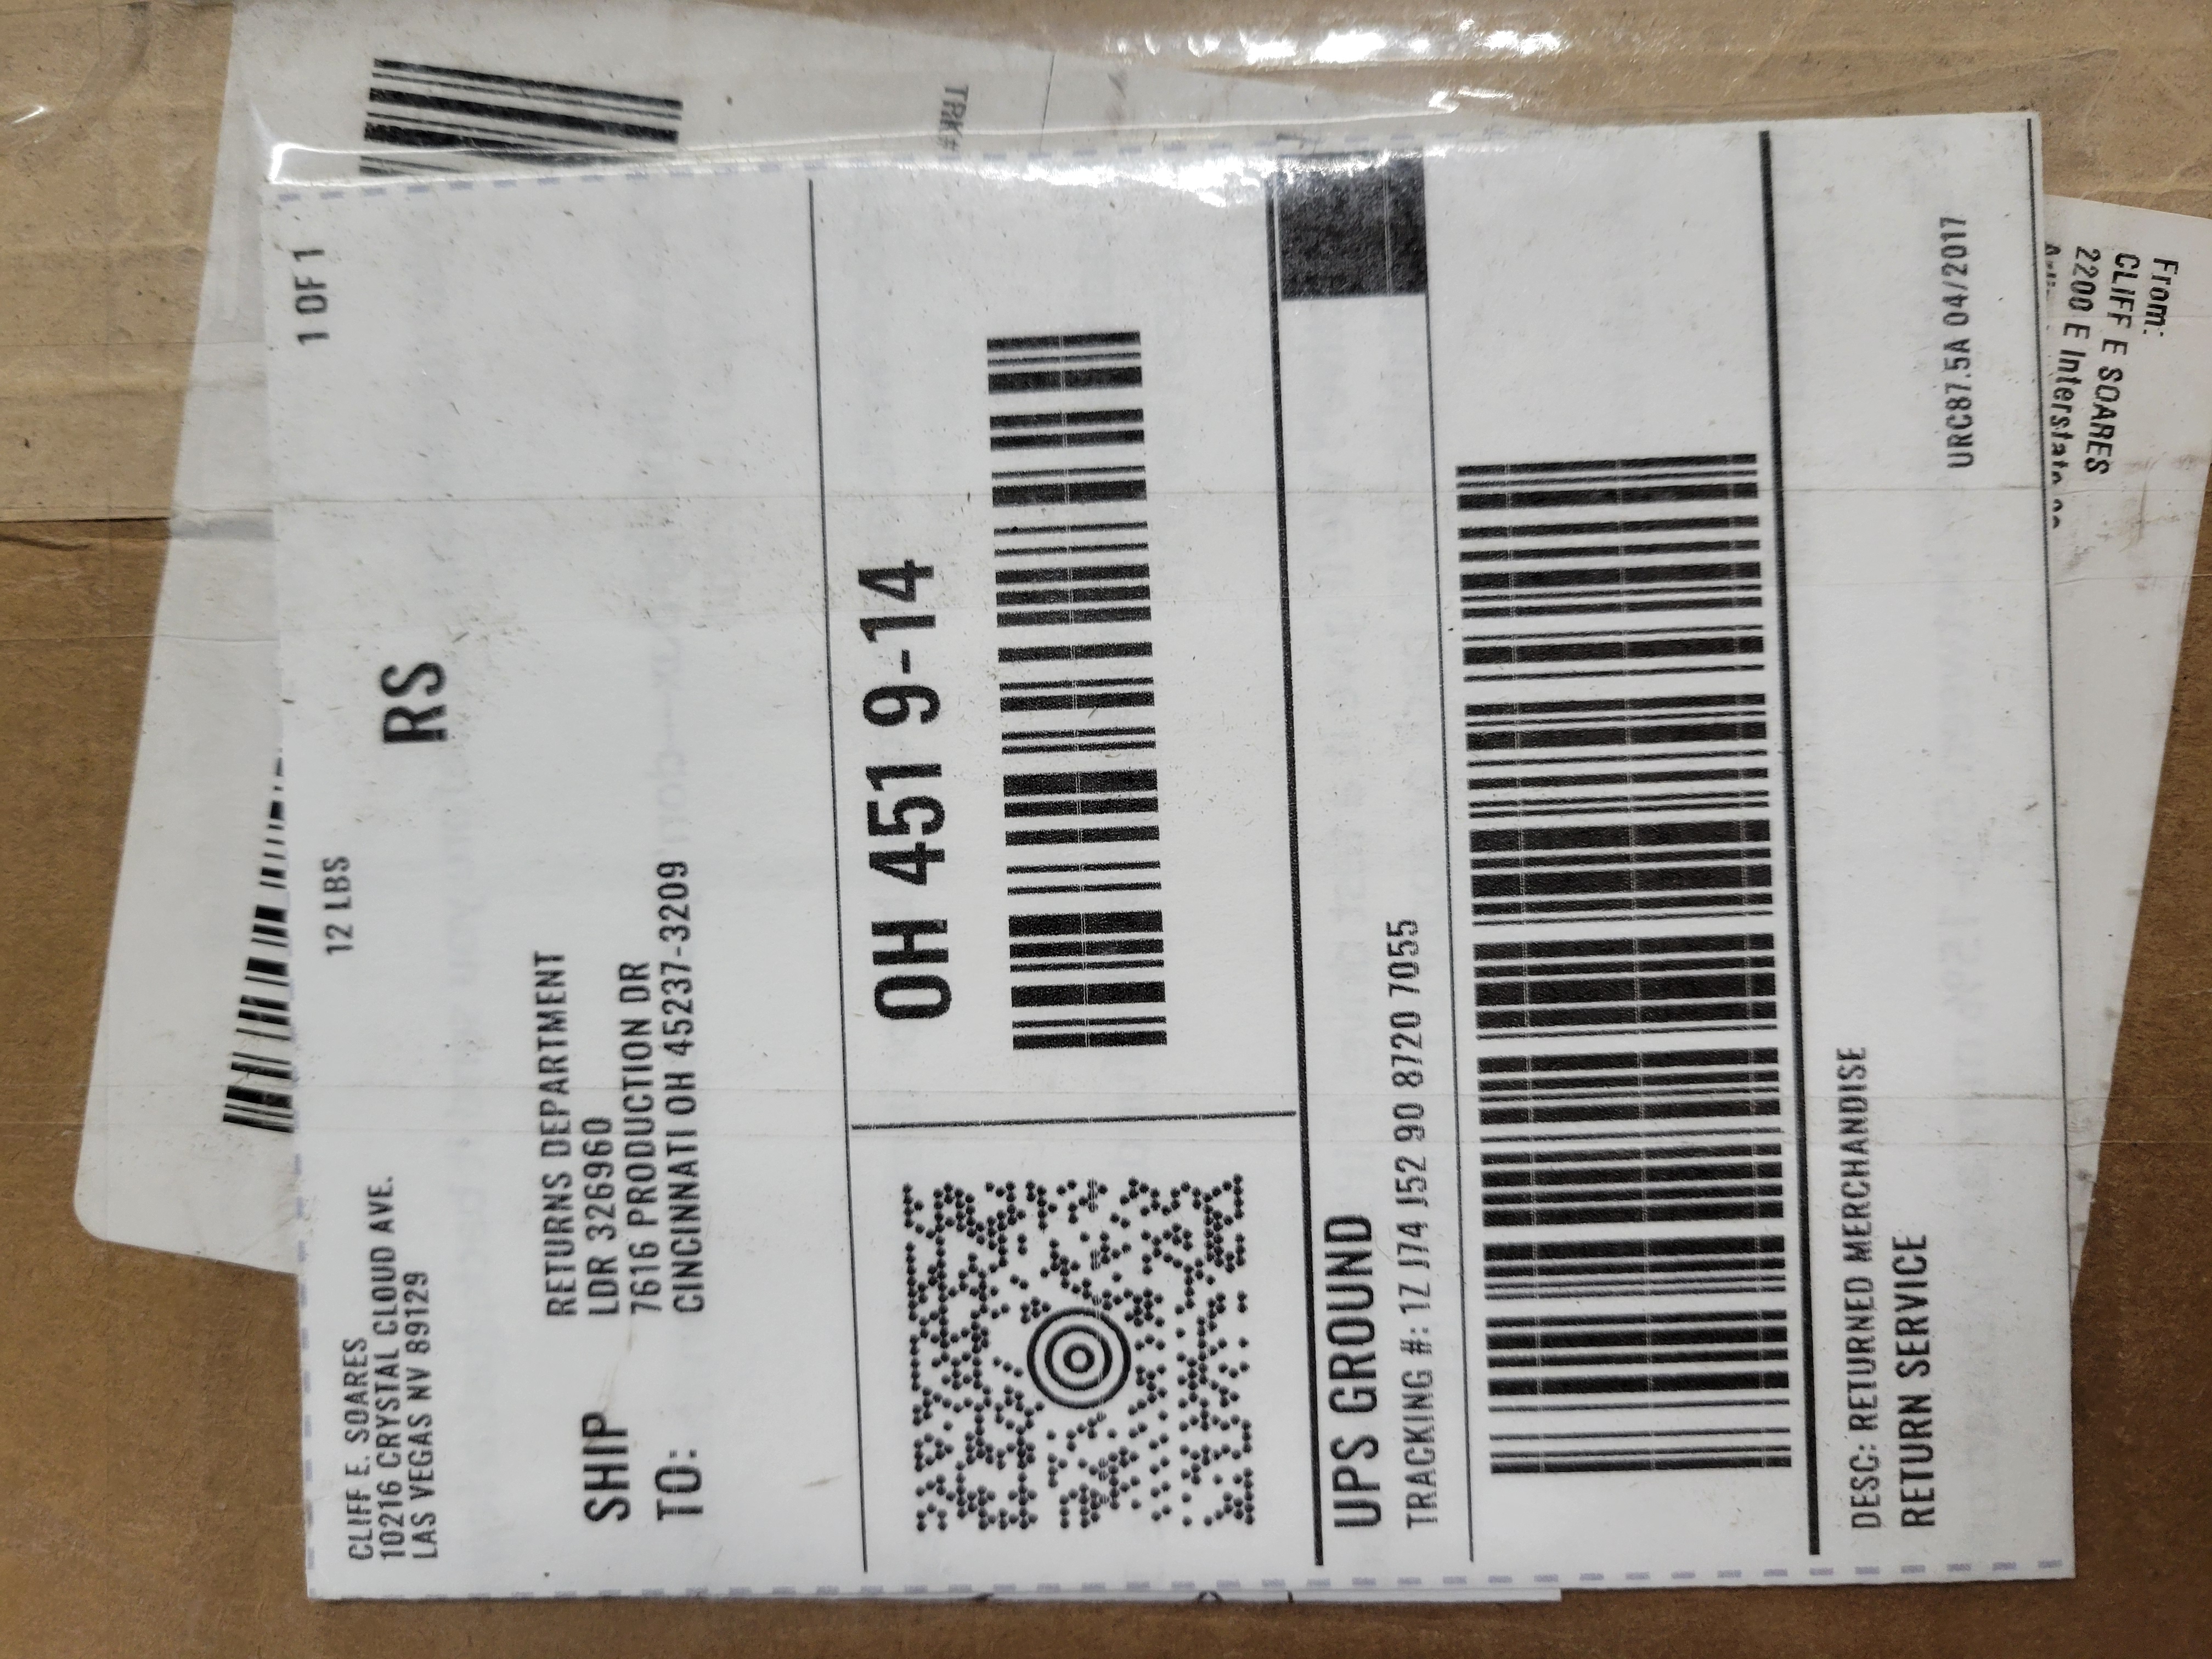 CLIFF E. SOARES
10216 CRYSTAL CLOUD AVE.
LAS VEGAS NV 89129
12 LBS
1 OF 1
RS
SHIP
TO:
RETURNS DEPARTMENT
LDR 326960
7616 PRODUCTION DR
CINCINNATI OH 45237-3209
OH 451 9-14
UPS GROUND
TRACKING #: 1Z J74 J52 90 8720 7055
DESC: RETURNED MERCHANDISE
RETURN SERVICE
URC87.5A 04/2017
TRK#
From:
CLIFF E SOARES
2200 E Interstate